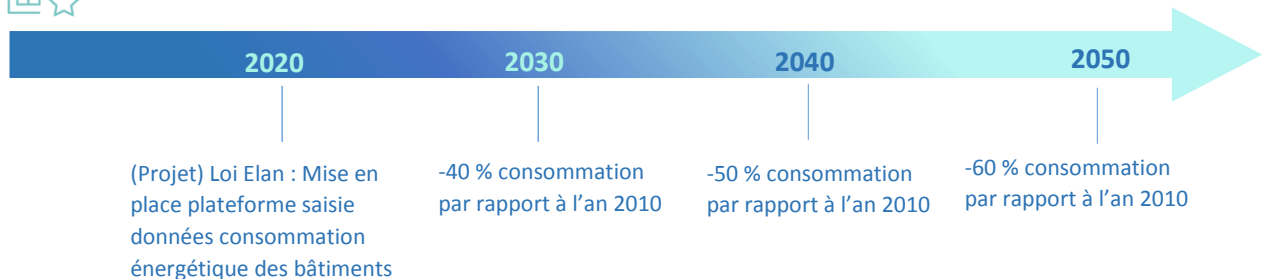 2020
2030
2040
2050
(Projet) Loi Elan : Mise en
place plateforme saisie
données consommation
énergétique des bâtiments
-40 % consommation
par rapport à l’an 2010
-50 % consommation
par rapport à l’an 2010
-60 % consommation
par rapport à l’an 2010